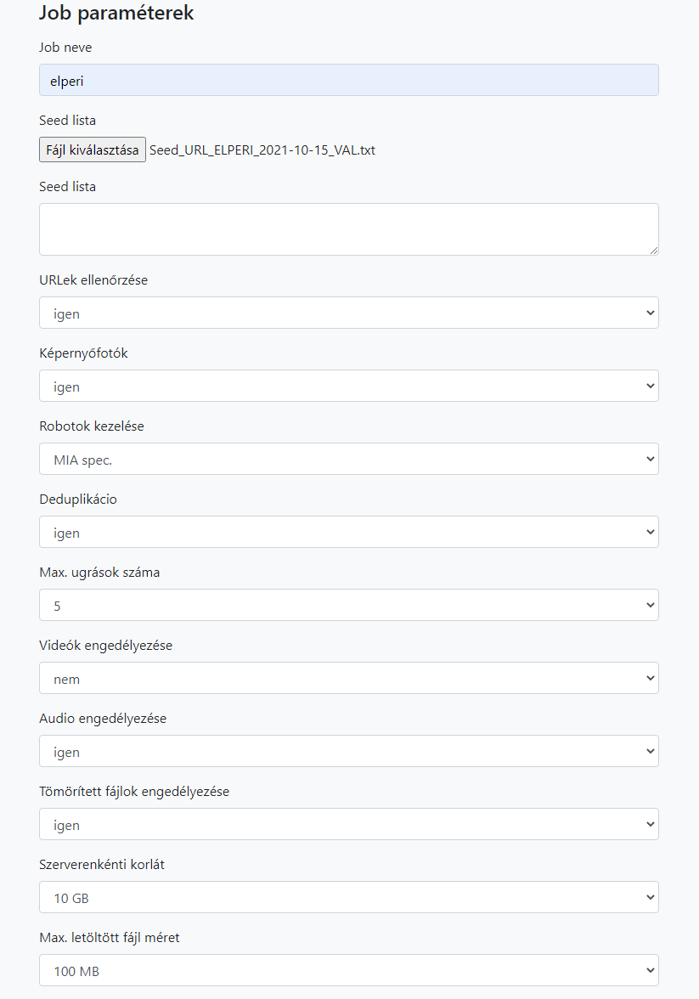 Job paraméterek
Job neve
elperi
Seed lista
Fájl kiválasztása Seed_URL_ELPERI_2021-10-15_VAL.txt
Seed lista
URLek ellenőrzése
igen
Képernyőfotók
igen
Robotok kezelése
MIA spec.
Deduplikácio
igen
Max. ugrások száma
5
Videók engedélyezése
nem
Audio engedélyezése
igen
Tömörített fájlok engedélyezése
igen
Szerverenkénti korlát
10 GB
Max. letöltött fájl méret
100 MB